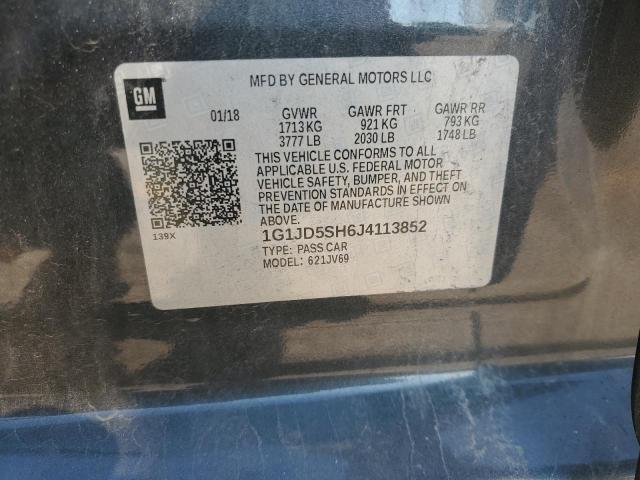 GM
MFD BY GENERAL MOTORS LLC
01/18 GVWR GAWR FRT GAWR RR
1713 KG 921 KG 793 KG
3777 LB 2030 LB 1748 LB
THIS VEHICLE CONFORMS TO ALL
APPLICABLE U.S. FEDERAL MOTOR
VEHICLE SAFETY, BUMPER, AND THEFT
PREVENTION STANDARDS IN EFFECT ON
THE DATE OF MANUFACTURE SHOWN
ABOVE.
139X
1G1JD5SH6J4113852
TYPE: PASS CAR
MODEL: 621JV69